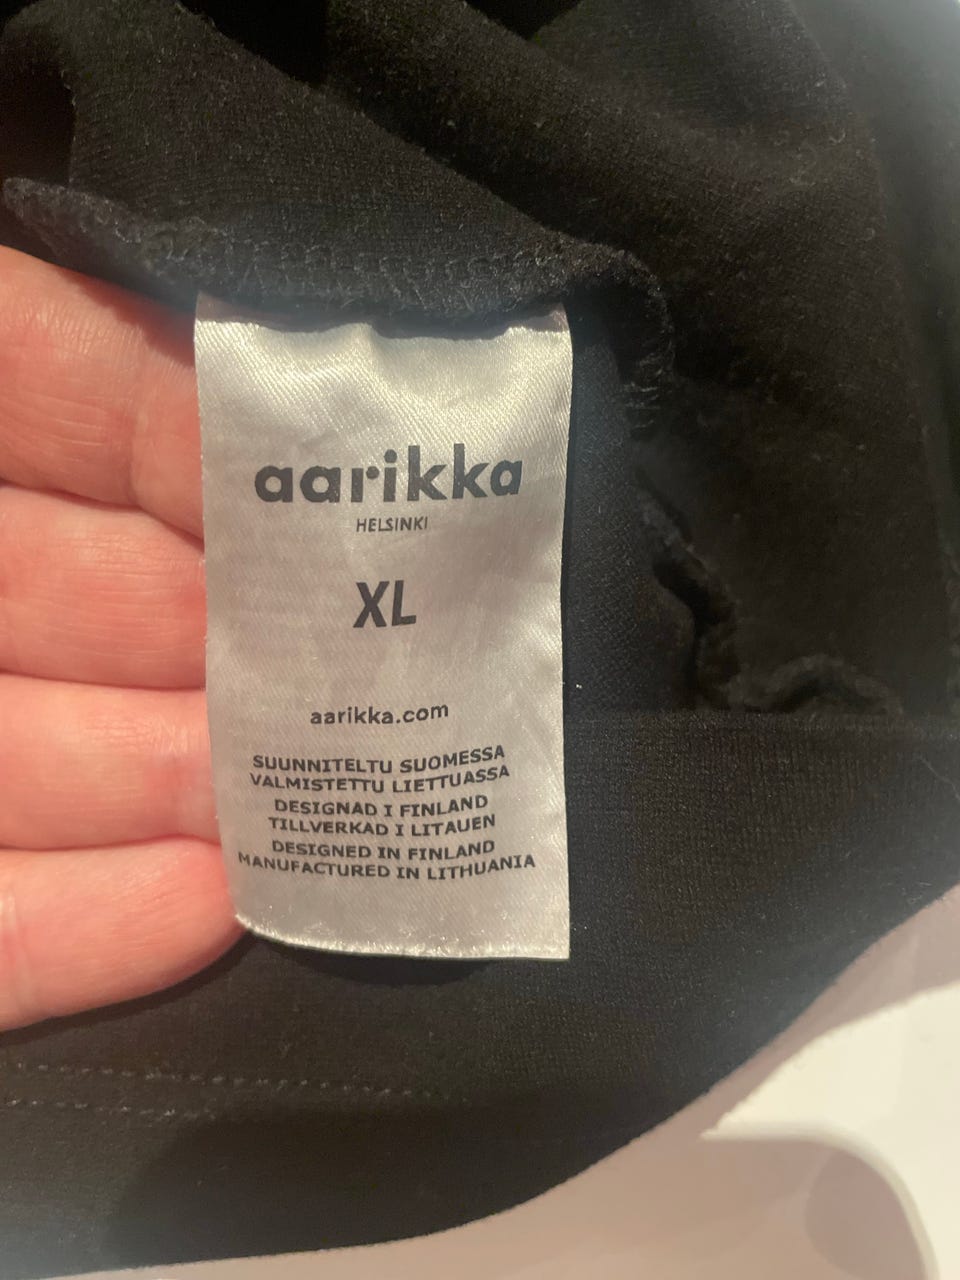 aarikka
HELSINKI
XL
aarikka.com
SUUNNITELTU SUOMESSA
VALMISTETTU LIETTUASSA
DESIGNAD I FINLAND
TILLVERKAD I LITAUEN
DESIGNED IN FINLAND
MANUFACTURED IN LITHUANIA